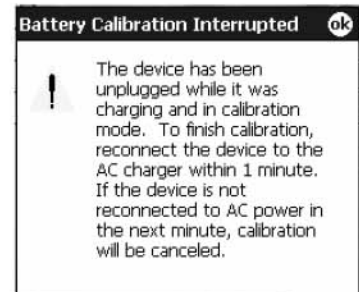 Battery Calibration Interrupted ok
The device has been
unplugged while it was
charging and in calibration
mode. To finish calibration,
reconnect the device to the
AC charger within 1 minute.
If the device is not
reconnected to AC power in
the next minute, calibration
will be canceled.